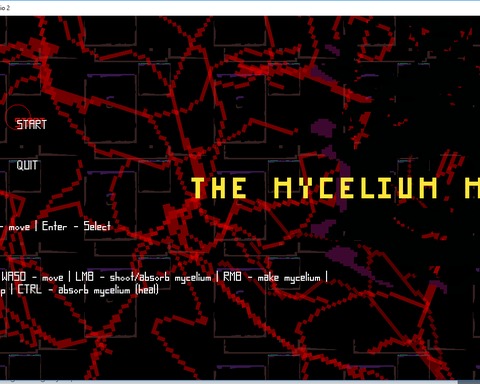 io 2
START
QUIT
THE MYCELIUM M
- move | Enter - Select
WASD - move | LMB - shoot/absorb mycelium | RMB - make mycelium |
p | CTRL - absorb mycelium (heal)